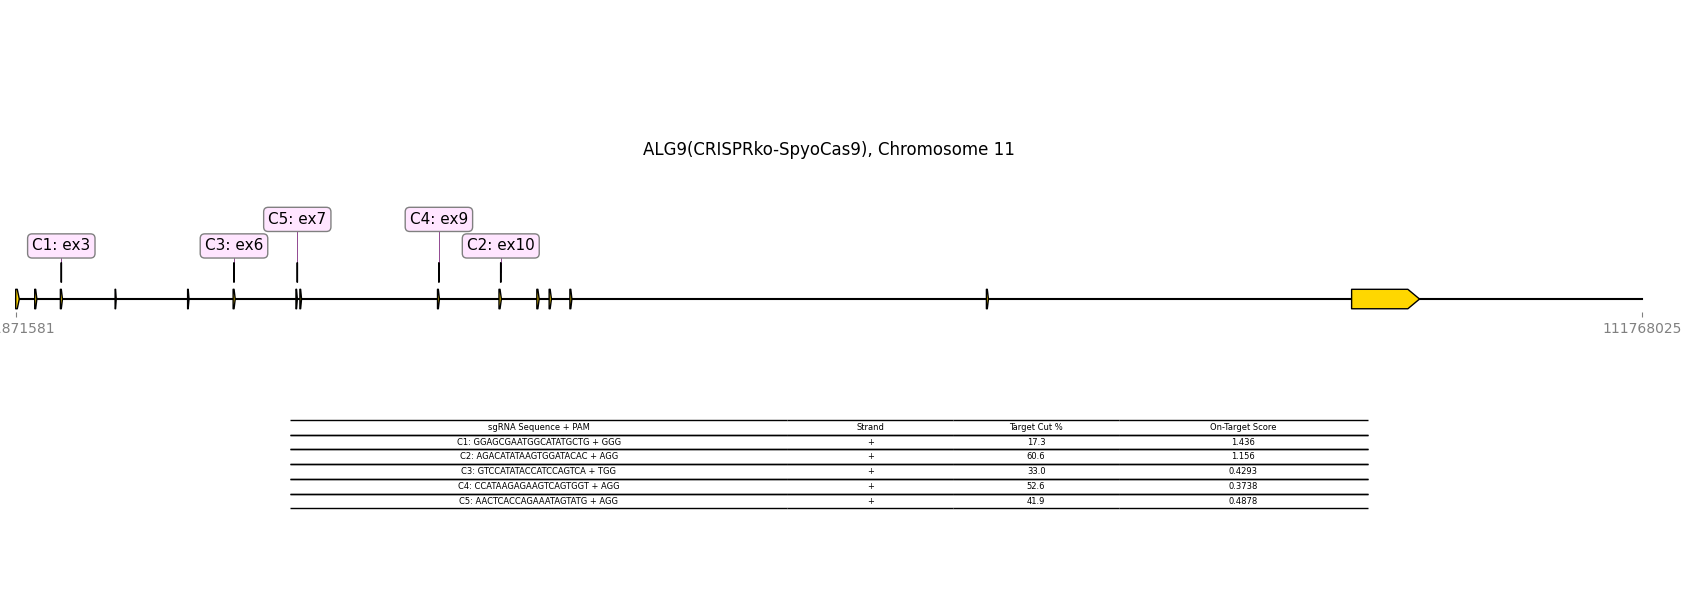 ALG9(CRISPRko-SpyoCas9), Chromosome 11
C5: ex7 C4: ex9
C1: ex3 C3: ex6 C2: ex10
871581 111768025
sgRNA Sequence + PAM Strand Target Cut % On-Target Score
C1: GGAGCGAATGGCATATGCTG + GGG + 17.3 1.436
C2: AGACATATAAGTGGATACAC + AGG + 60.6 1.156
C3: GTCCATATACCATCCAGTCA + TGG + 33.0 0.4293
C4: CCATAAGAGAAGTCAGTGGT + AGG + 52.6 0.3738
C5: AACTCACCAGAAATAGTATG + AGG + 41.9 0.4878